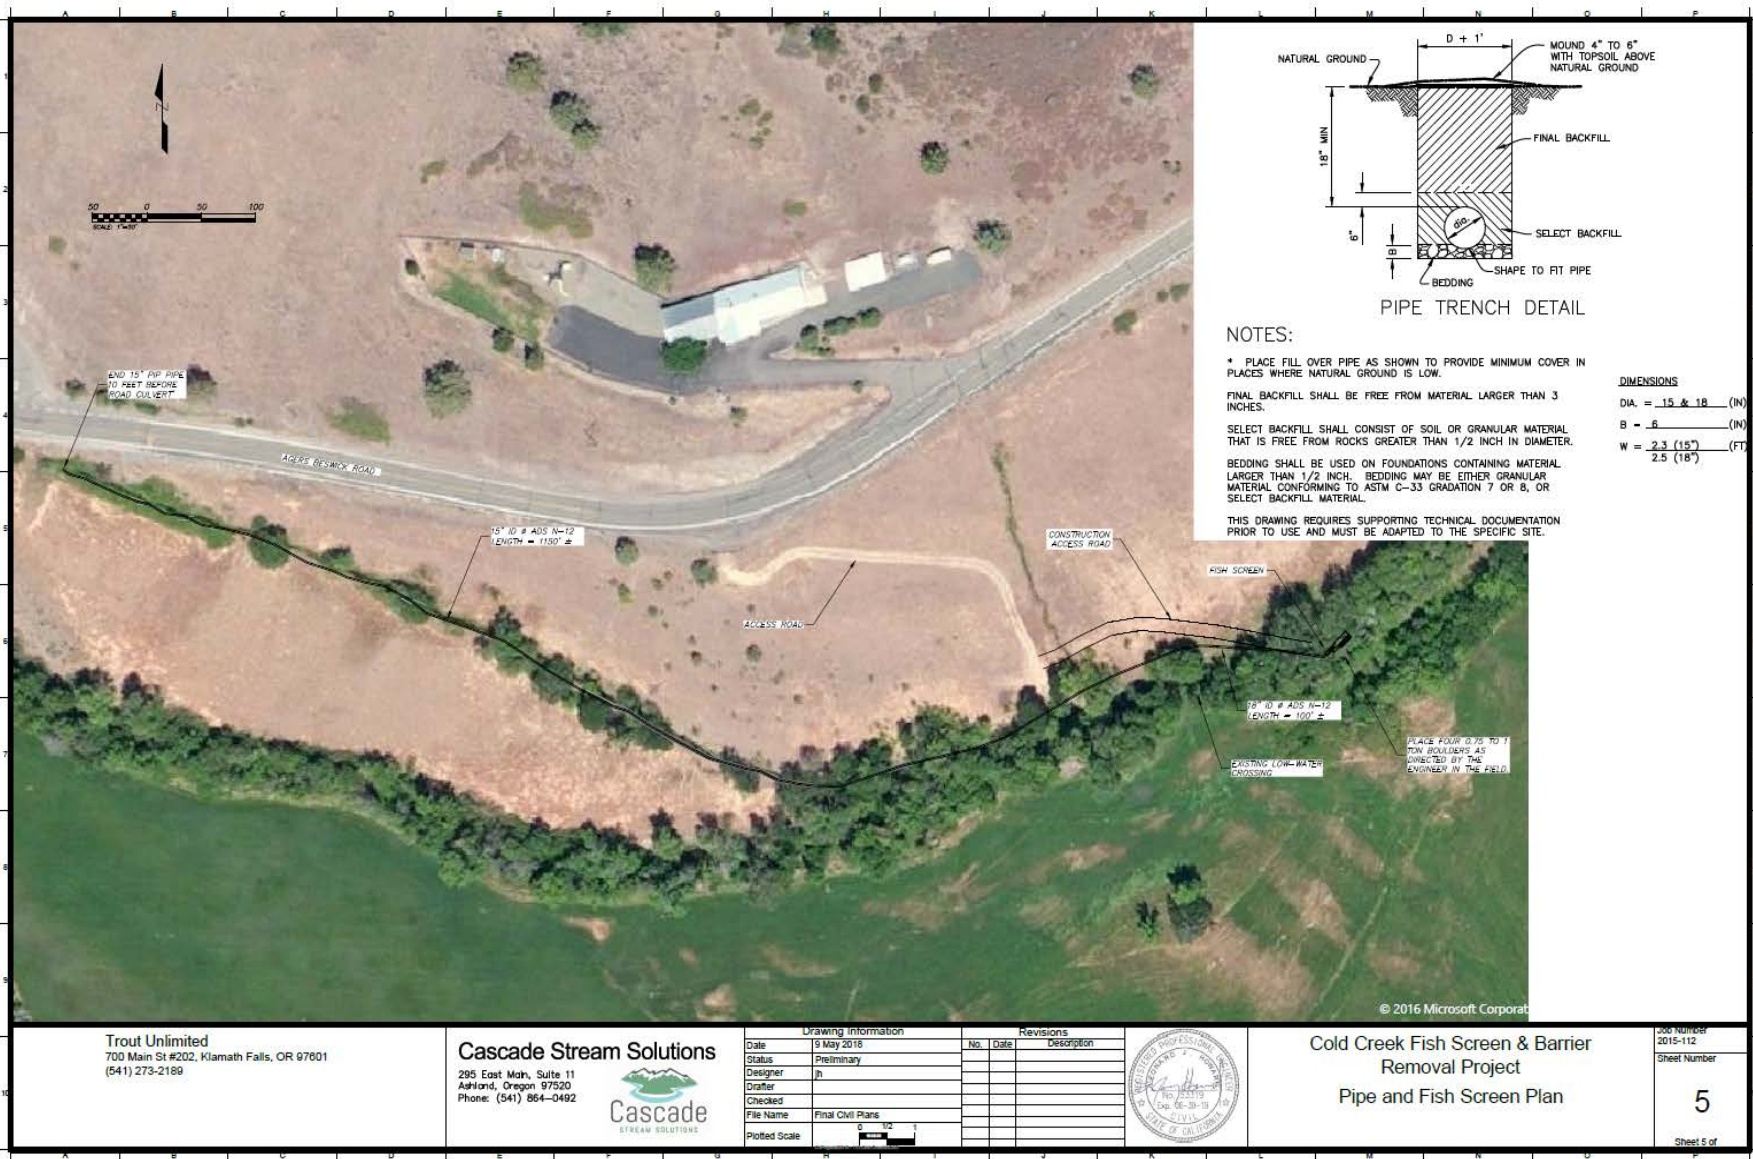 A B C D E F G H I J K L M N O P
N
50 0 50 100
SCALE: 1"=50'
END 15" PIP PIPE
10 FEET BEFORE
ROAD CULVERT
AGERS BESWICK ROAD
15" ID Ø ADS N-12
LENGTH = 1150' ±
ACCESS ROAD
CONSTRUCTION
ACCESS ROAD
FISH SCREEN
18" ID Ø ADS N-12
LENGTH = 100' ±
EXISTING LOW-WATER
CROSSING
PLACE FOUR 0.75 TO 1
TON BOULDERS AS
DIRECTED BY THE
ENGINEER IN THE FIELD.
© 2016 Microsoft Corporat
D + 1'
NATURAL GROUND
MOUND 4" TO 6"
WITH TOPSOIL ABOVE
NATURAL GROUND
18" MIN
FINAL BACKFILL
6"
dia.
SELECT BACKFILL
B
SHAPE TO FIT PIPE
BEDDING
PIPE TRENCH DETAIL
NOTES:
* PLACE FILL OVER PIPE AS SHOWN TO PROVIDE MINIMUM COVER IN
PLACES WHERE NATURAL GROUND IS LOW.
FINAL BACKFILL SHALL BE FREE FROM MATERIAL LARGER THAN 3
INCHES.
SELECT BACKFILL SHALL CONSIST OF SOIL OR GRANULAR MATERIAL
THAT IS FREE FROM ROCKS GREATER THAN 1/2 INCH IN DIAMETER.
BEDDING SHALL BE USED ON FOUNDATIONS CONTAINING MATERIAL
LARGER THAN 1/2 INCH. BEDDING MAY BE EITHER GRANULAR
MATERIAL CONFORMING TO ASTM C-33 GRADATION 7 OR 8, OR
SELECT BACKFILL MATERIAL.
THIS DRAWING REQUIRES SUPPORTING TECHNICAL DOCUMENTATION
PRIOR TO USE AND MUST BE ADAPTED TO THE SPECIFIC SITE.
DIMENSIONS
DIA. = 15 & 18 (IN)
B = 6 (IN)
W = 2.3 (15") (FT)
2.5 (18")
Trout Unlimited
700 Main St #202, Klamath Falls, OR 97601
(541) 273-2189
Cascade Stream Solutions
295 East Main, Suite 11
Ashland, Oregon 97520
Phone: (541) 864-0492
Cascade
STREAM SOLUTIONS
Drawing Information
Date 9 May 2018
Status Preliminary
Designer jh
Drafter
Checked
File Name Final Civil Plans
Plotted Scale 0 1/2 1
Revisions
No. Date Description
REGISTERED PROFESSIONAL ENGINEER
CIVIL
STATE OF CALIFORNIA
Cold Creek Fish Screen & Barrier
Removal Project
Pipe and Fish Screen Plan
Job Number
2015-112
Sheet Number
5
Sheet 5 of
A B C D E F G H I J K L M N O P